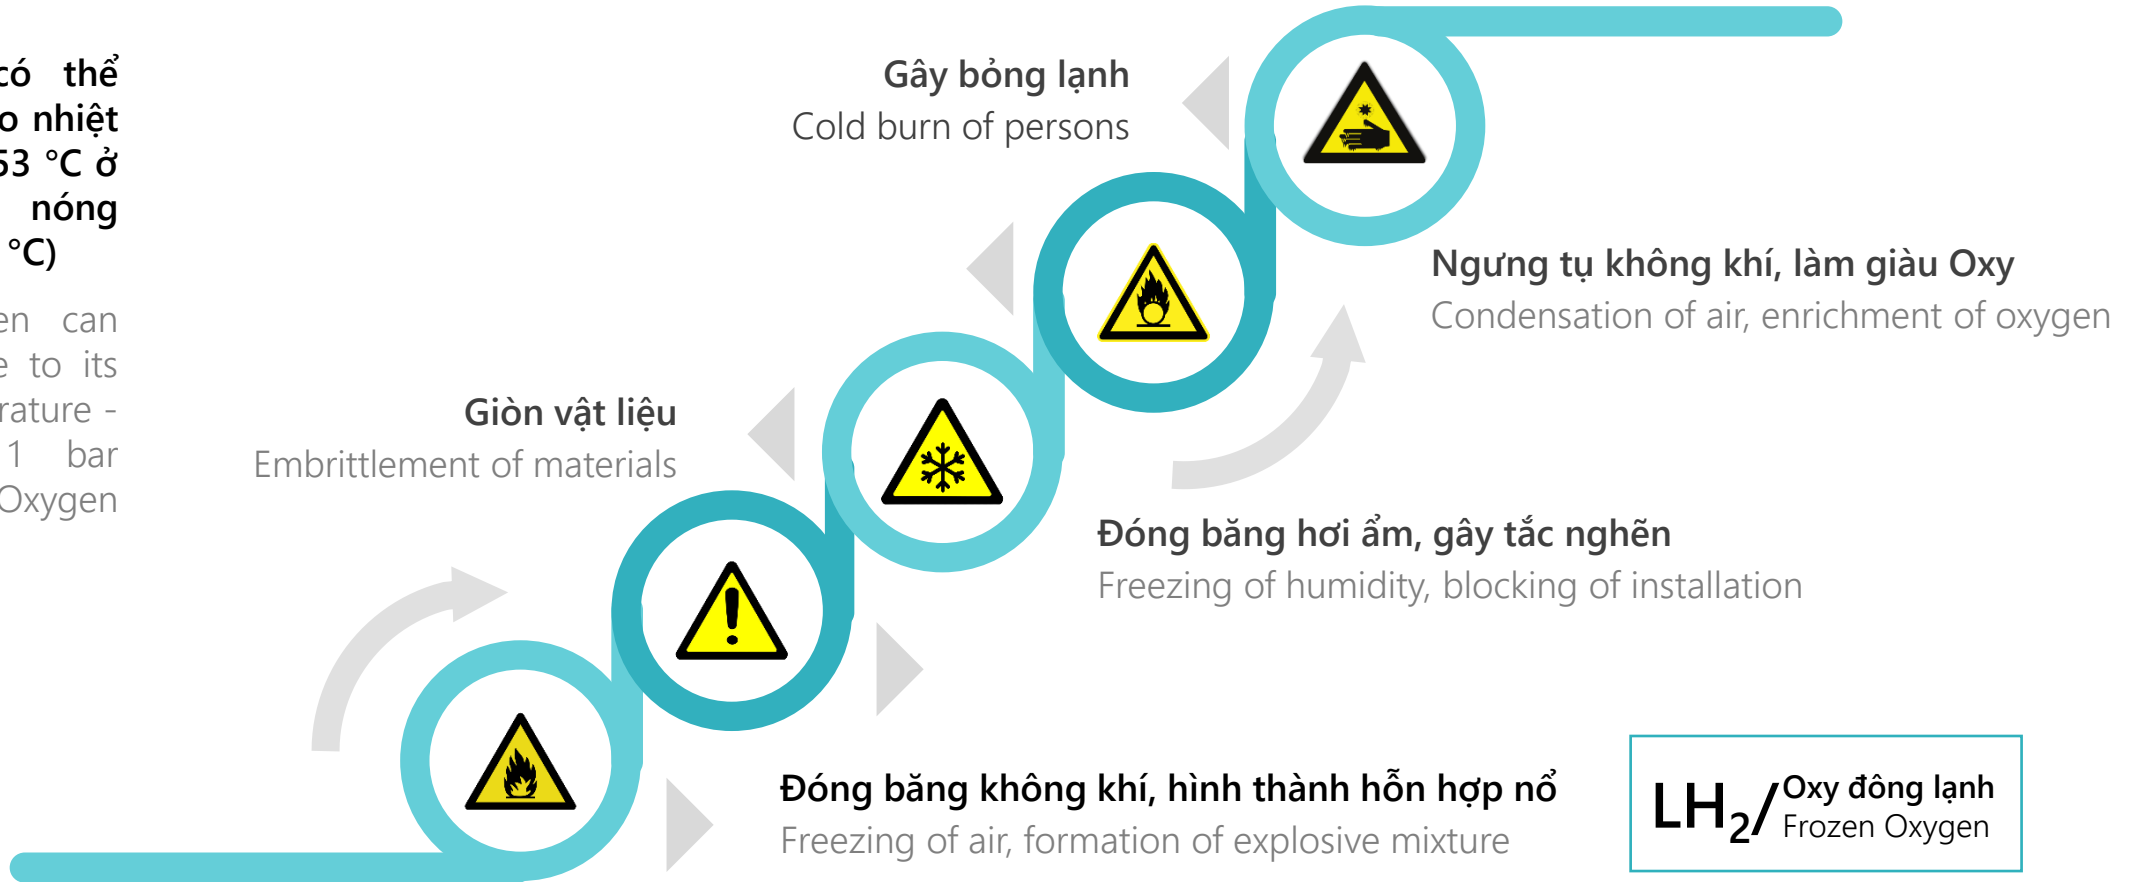 có thể
o nhiệt
53 °C ở
nóng
°C)
en can
e to its
rature -
1 bar
Oxygen
Gây bỏng lạnh
Cold burn of persons
Ngưng tụ không khí, làm giàu Oxy
Condensation of air, enrichment of oxygen
Giòn vật liệu
Embrittlement of materials
Đóng băng hơi ẩm, gây tắc nghẽn
Freezing of humidity, blocking of installation
Đóng băng không khí, hình thành hỗn hợp nổ
Freezing of air, formation of explosive mixture
LH₂/ Oxy đông lạnh
Frozen Oxygen